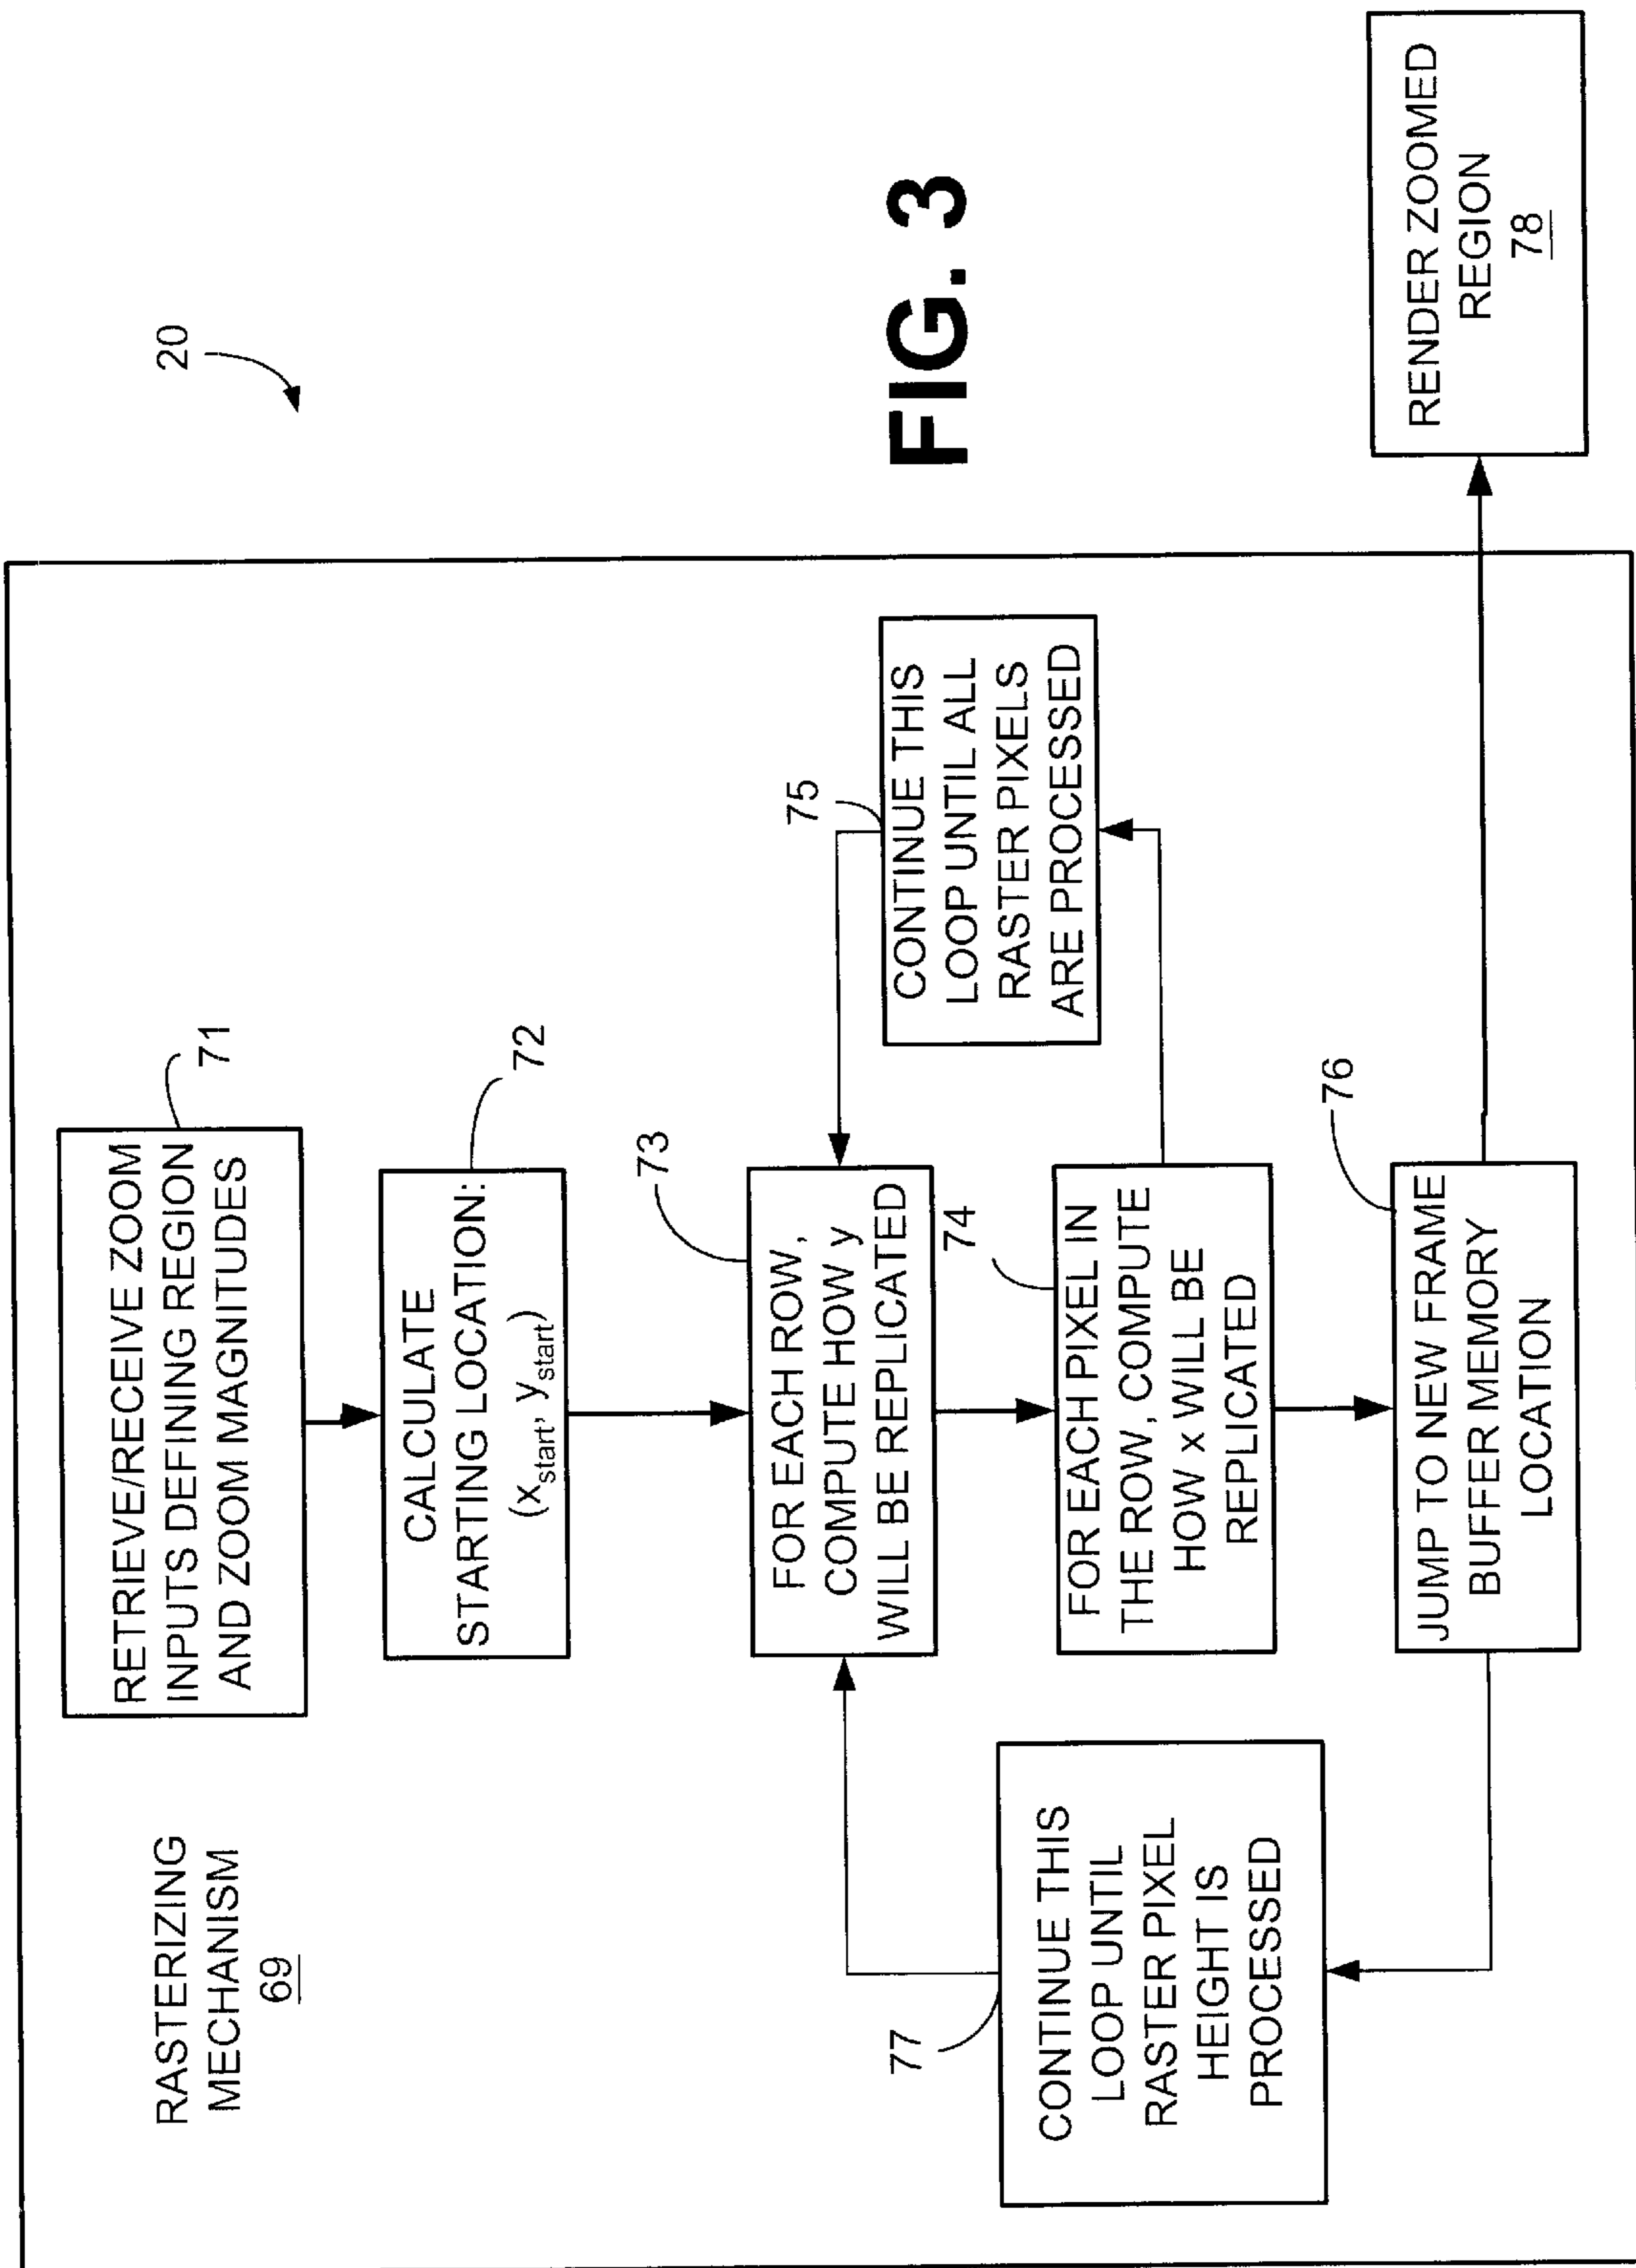 20
RASTERIZING
MECHANISM
69
RETRIEVE/RECEIVE ZOOM
INPUTS DEFINING REGION
AND ZOOM MAGNITUDES
71
CALCULATE
STARTING LOCATION:
(xstart, ystart)
72
FOR EACH ROW,
COMPUTE HOW y
WILL BE REPLICATED
73
FOR EACH PIXEL IN
THE ROW, COMPUTE
HOW x WILL BE
REPLICATED
74
CONTINUE THIS
LOOP UNTIL ALL
RASTER PIXELS
ARE PROCESSED
75
JUMP TO NEW FRAME
BUFFER MEMORY
LOCATION
76
CONTINUE THIS
LOOP UNTIL
RASTER PIXEL
HEIGHT IS
PROCESSED
77
RENDER ZOOMED
REGION
78
FIG. 3